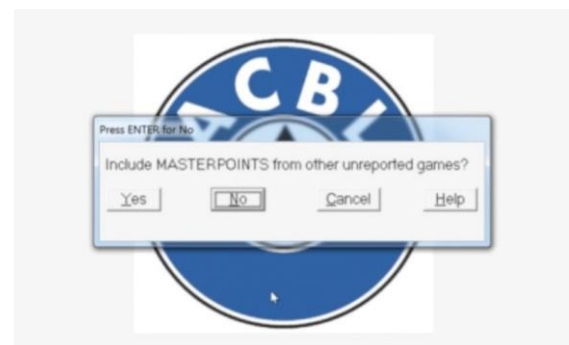 ACBL
Press ENTER for No
Include MASTERPOINTS from other unreported games?
Yes No Cancel Help